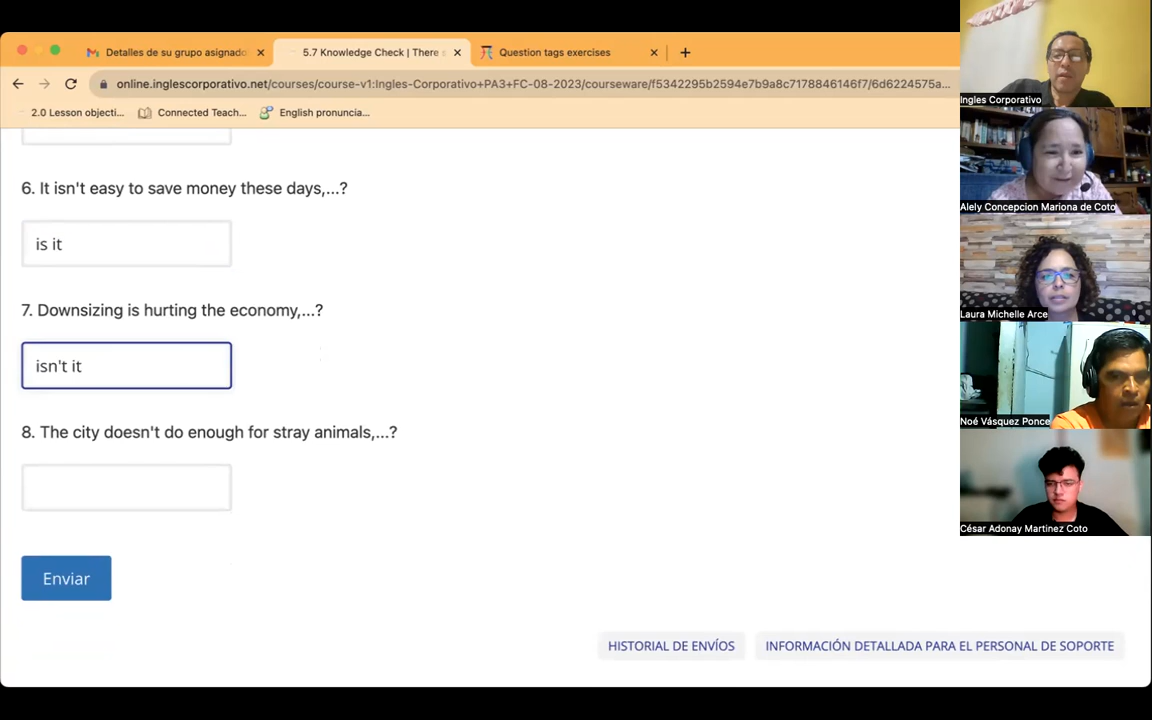 Detalles de su grupo asignado
5.7 Knowledge Check | There
Question tags exercises
online.inglescorporativo.net/courses/course-v1:Ingles-Corporativo+PA3+FC-08-2023/courseware/f5342295b2594e7b9a8c7178846146f7/6d6224575a...
2.0 Lesson objecti...
Connected Teach...
English pronuncia...
6. It isn't easy to save money these days,...?
is it
7. Downsizing is hurting the economy,...?
isn't it
8. The city doesn't do enough for stray animals,...?
Enviar
HISTORIAL DE ENVÍOS
INFORMACIÓN DETALLADA PARA EL PERSONAL DE SOPORTE
Ingles Corporativo
Alely Concepcion Mariona de Coto
Laura Michelle Arce
Noé Vásquez Ponce
César Adonay Martinez Coto